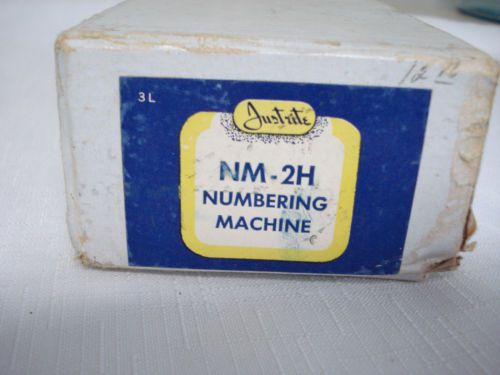 3L
Justrite
NM-2H
NUMBERING
MACHINE